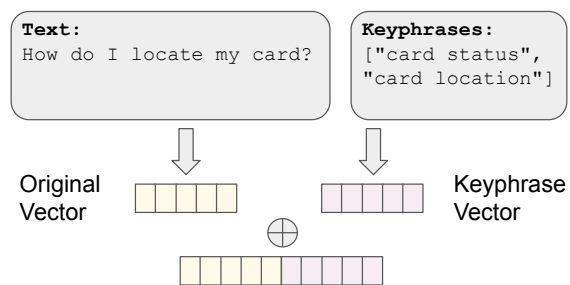 Text:
How do I locate my card?
Keyphrases:
["card status",
"card location"]
Original
Vector
Keyphrase
Vector